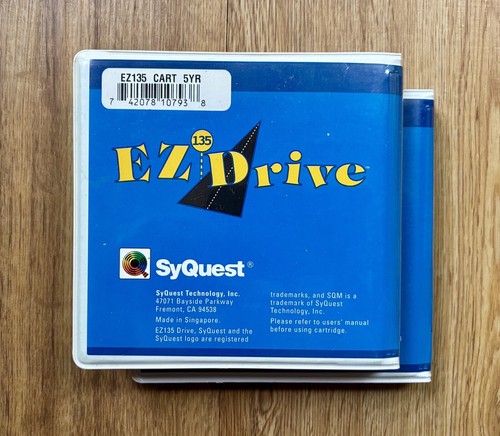 EZ135 CART 5YR
7 42078 10793 8
135
EZ Drive™
SyQuest®
SyQuest Technology, Inc.
47071 Bayside Parkway
Fremont, CA 94538
Made in Singapore.
EZ135 Drive, SyQuest and the
SyQuest logo are registered
trademarks, and SQM is a
trademark of SyQuest
Technology, Inc.
Please refer to users' manual
before using cartridge.